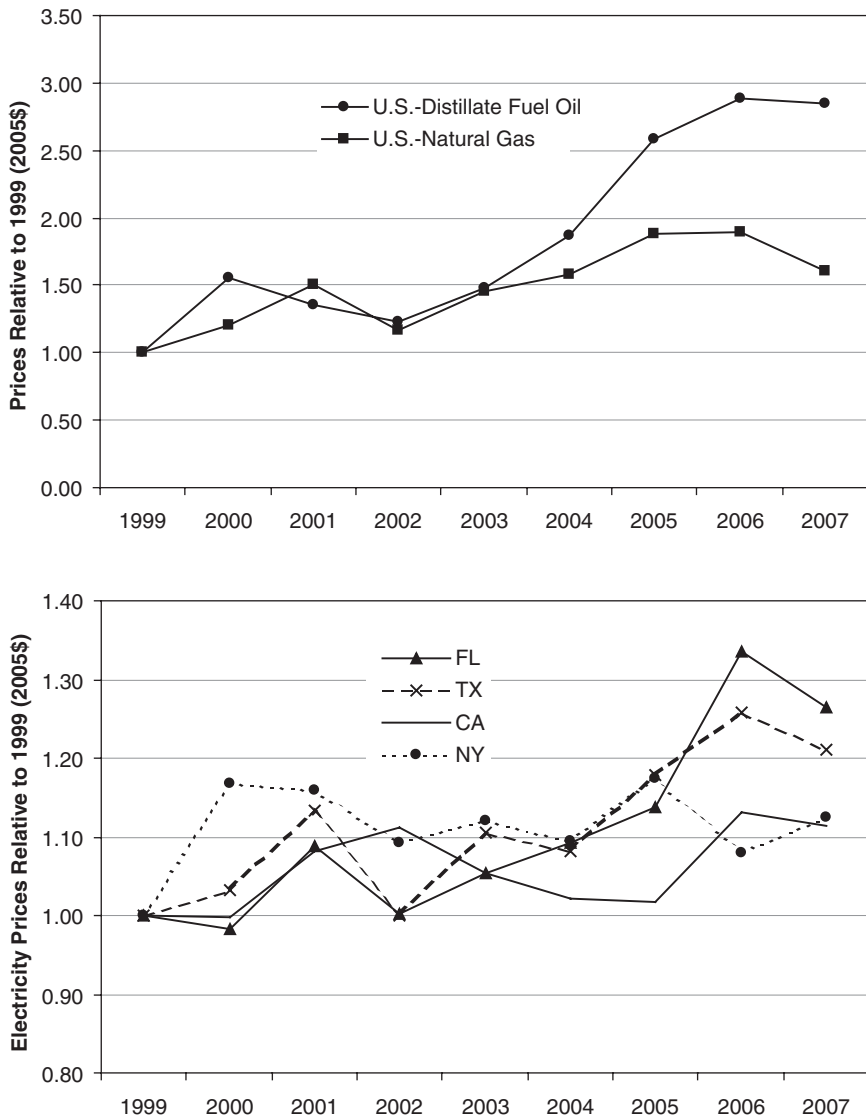 Prices Relative to 1999 (2005$)
3.50
3.00
2.50
2.00
1.50
1.00
0.50
0.00
U.S.-Distillate Fuel Oil
U.S.-Natural Gas
1999 2000 2001 2002 2003 2004 2005 2006 2007
Electricity Prices Relative to 1999 (2005$)
1.40
1.30
1.20
1.10
1.00
0.90
0.80
FL
TX
CA
NY
1999 2000 2001 2002 2003 2004 2005 2006 2007